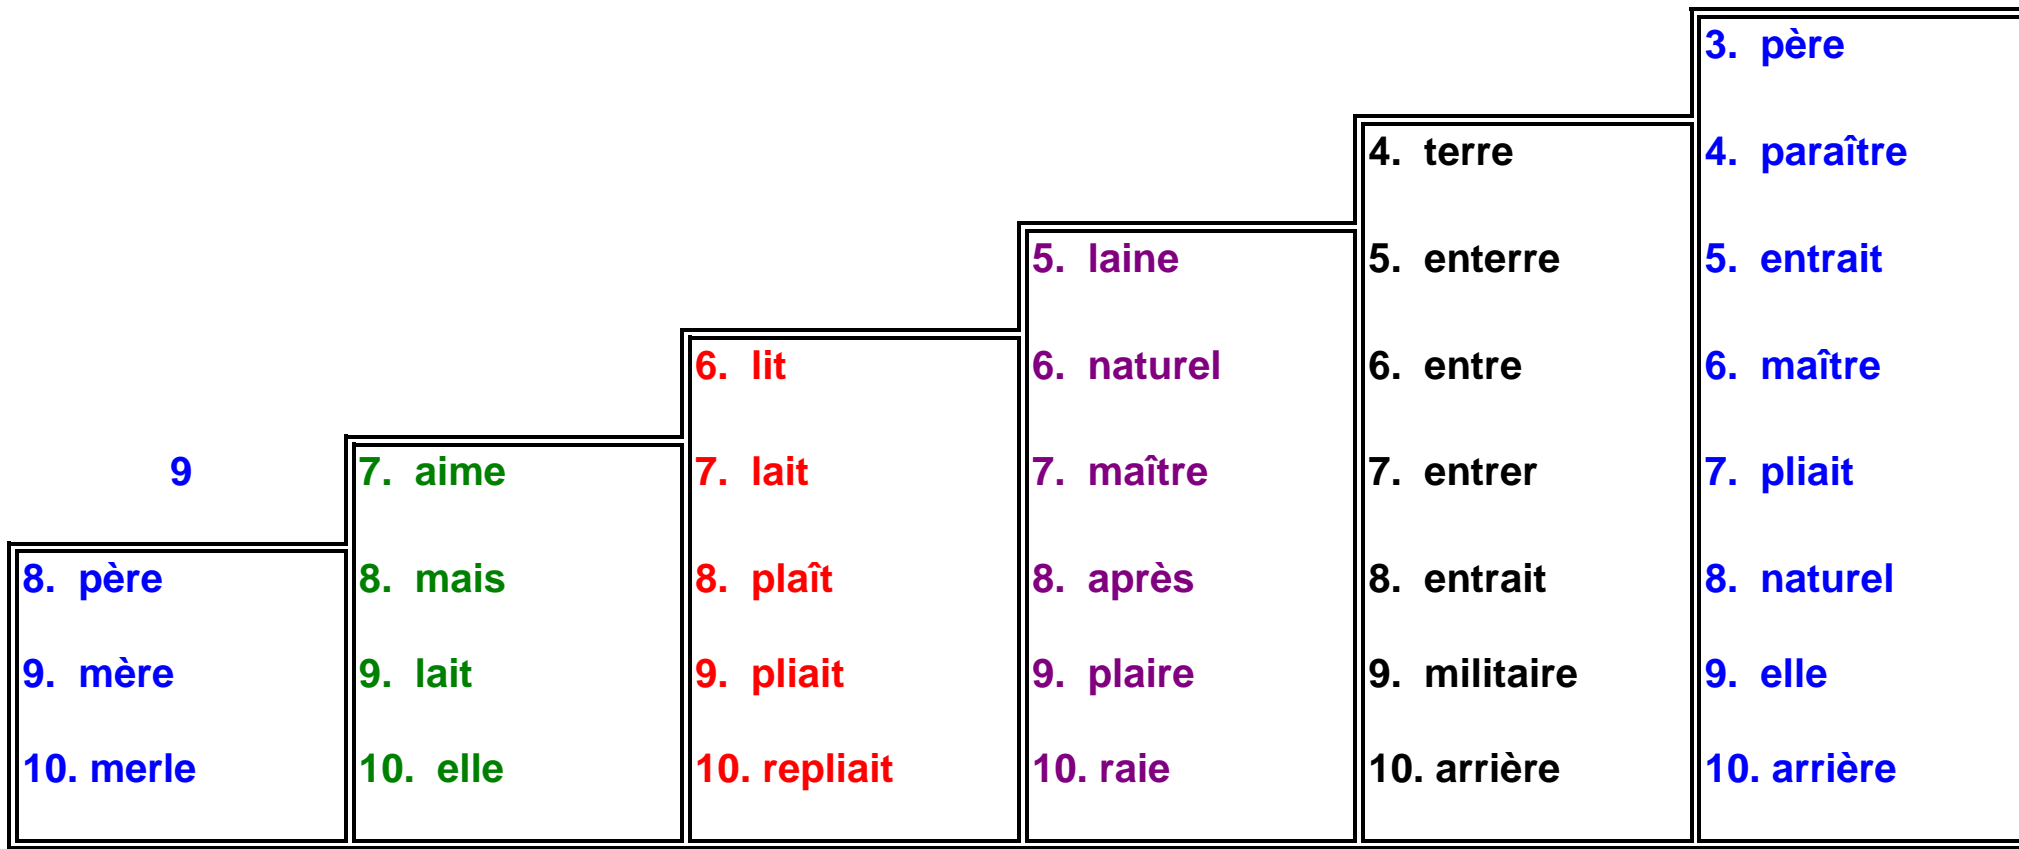 3. père
4. terre 4. paraître
5. laine 5. enterre 5. entrait
6. lit 6. naturel 6. entre 6. maître
9 7. aime 7. lait 7. maître 7. entrer 7. pliait
8. père 8. mais 8. plaît 8. après 8. entrait 8. naturel
9. mère 9. lait 9. pliait 9. plaire 9. militaire 9. elle
10. merle 10. elle 10. repliait 10. raie 10. arrière 10. arrière